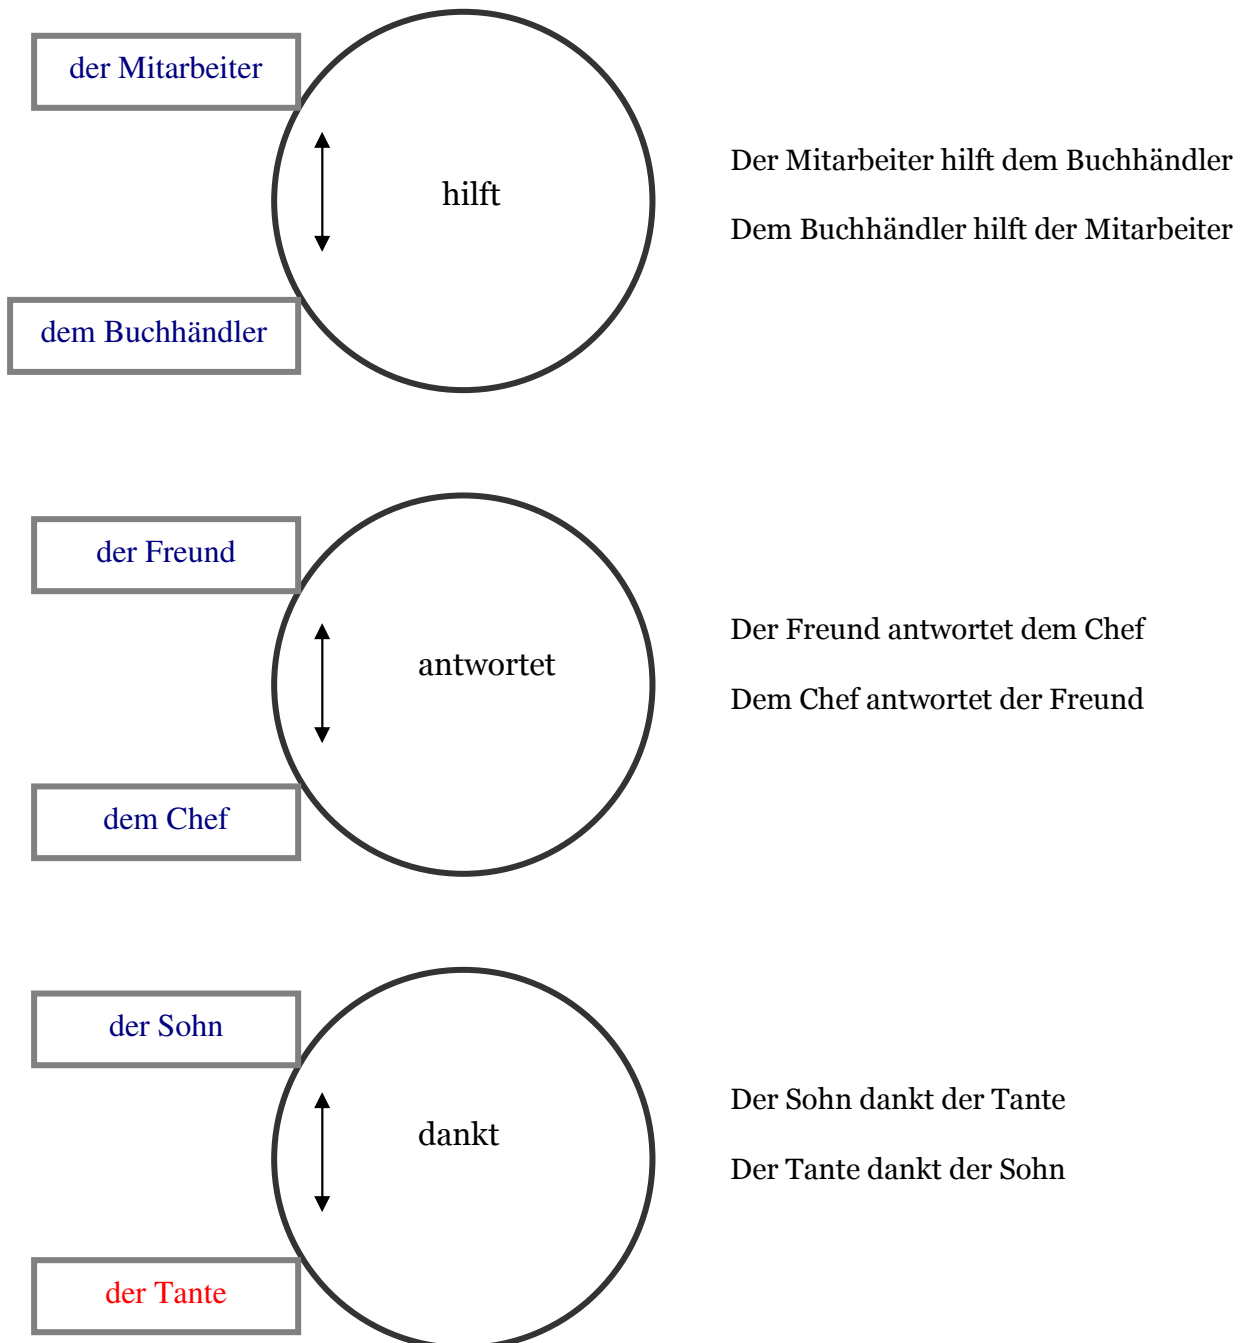 der Mitarbeiter
hilft
dem Buchhändler
Der Mitarbeiter hilft dem Buchhändler
Dem Buchhändler hilft der Mitarbeiter
der Freund
antwortet
dem Chef
Der Freund antwortet dem Chef
Dem Chef antwortet der Freund
der Sohn
dankt
der Tante
Der Sohn dankt der Tante
Der Tante dankt der Sohn